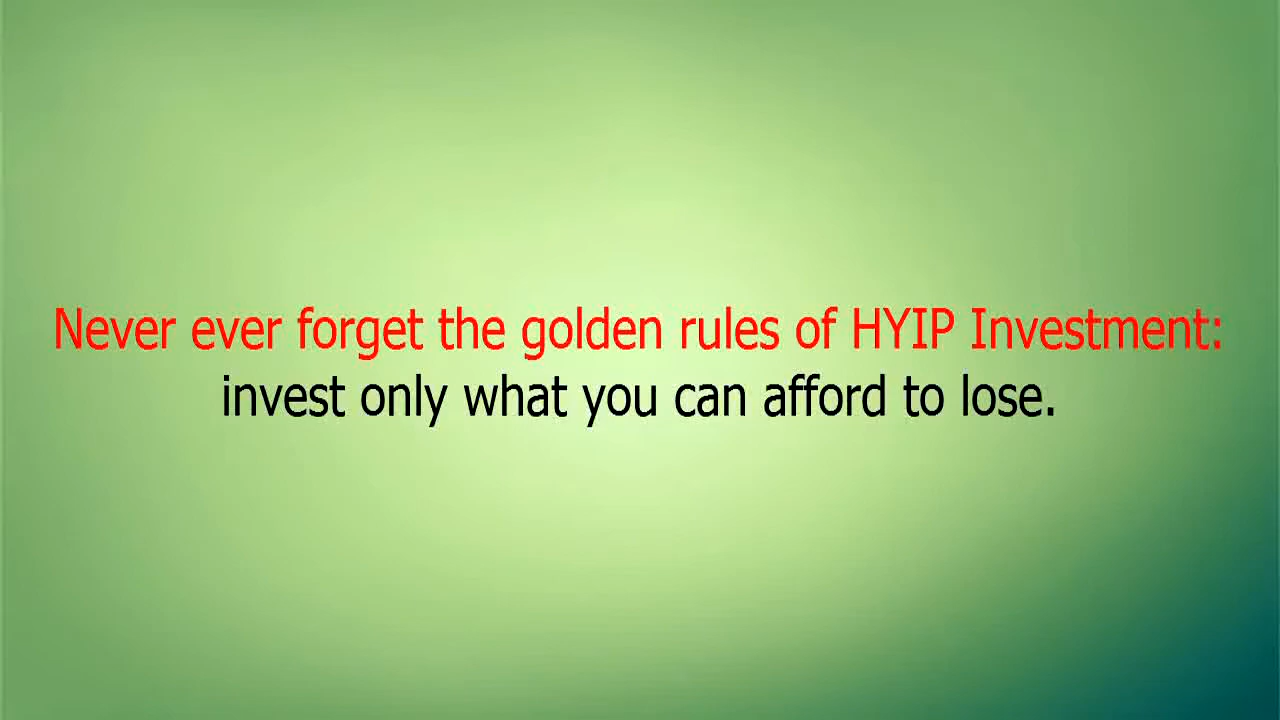 Never ever forget the golden rules of HYIP Investment:
invest only what you can afford to lose.